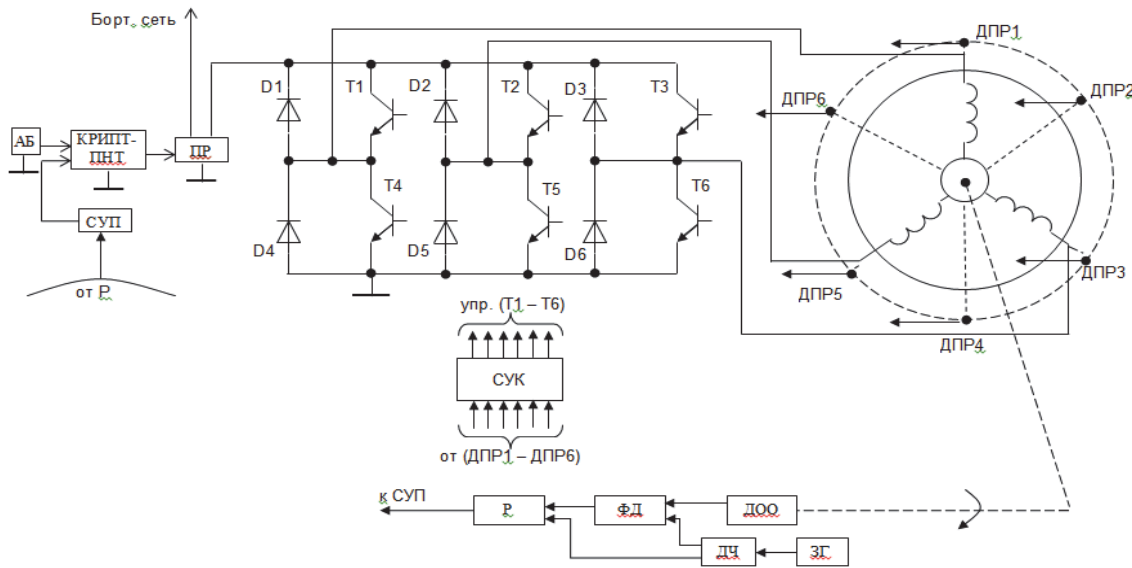 Борт. сеть
ДПР1
D1
T1
D2
T2
D3
T3
ДПР6
ДПР2
АБ
КРИПТ-
ПНТ
ПР
T4
T5
T6
СУП
D4
D5
D6
ДПР3
ДПР5
от Р
упр. (Т1 – Т6)
ДПР4
СУК
от (ДПР1 – ДПР6)
к СУП
Р
ФД
ДОО
ДЧ
ЗГ